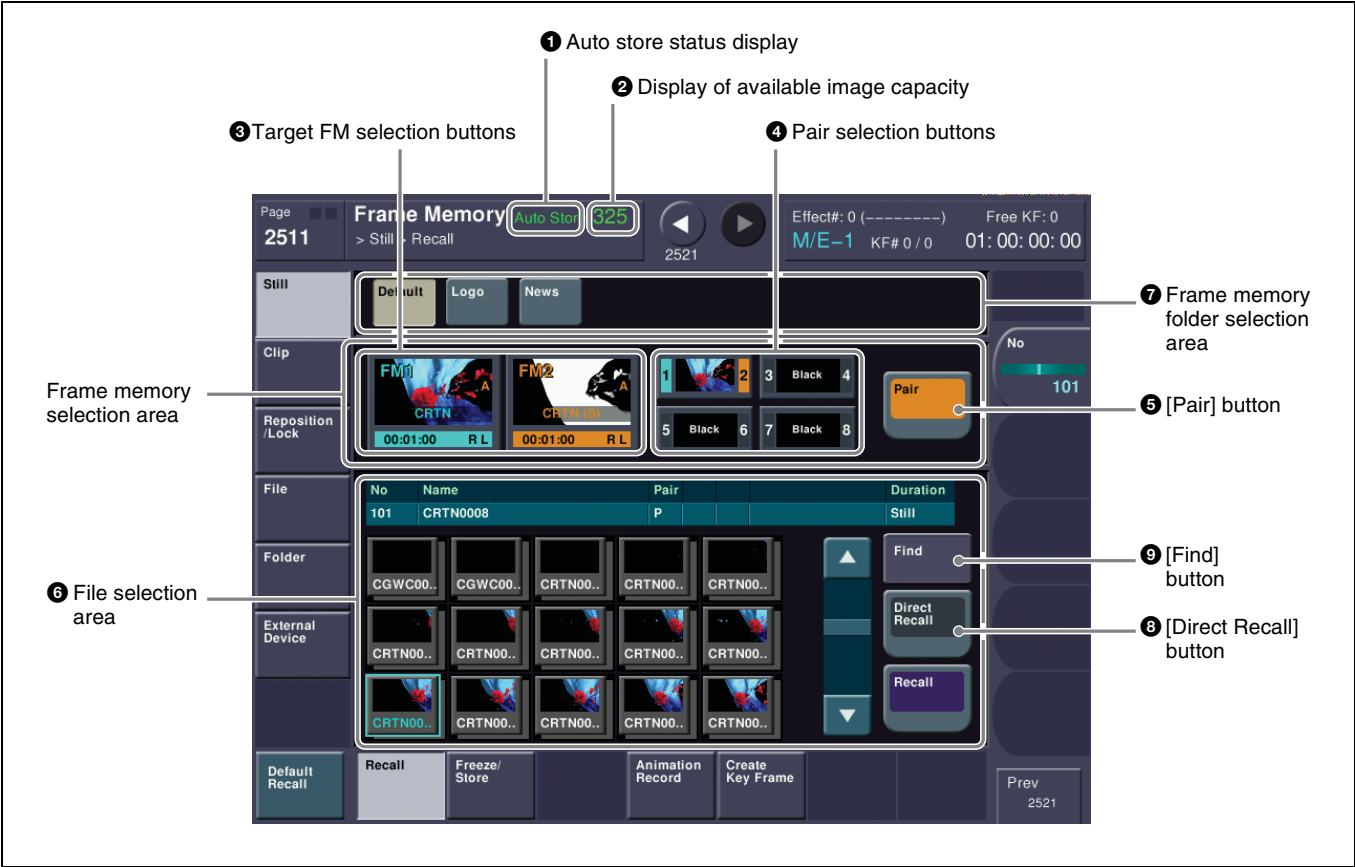 ❶ Auto store status display
❷ Display of available image capacity
❸ Target FM selection buttons
❹ Pair selection buttons
Page
2511
Frame Memory
Auto Stor
325
> Still > Recall
2521
Effect#: 0 (--------)
Free KF: 0
M/E–1
KF# 0 / 0
01: 00: 00: 00
Still
Default
Logo
News
❼ Frame memory
folder selection
area
Clip
Frame memory
selection area
FM1
A
CRTN
00:01:00 R L
FM2
A
CRTN (S)
00:01:00 R L
1 2
3 Black 4
5 Black 6
7 Black 8
Pair
No
101
❺ [Pair] button
Reposition
/Lock
File
No Name Pair Duration
101 CRTN0008 P Still
Folder
CGWC00..
CGWC00..
CRTN00..
CRTN00..
CRTN00..
Find
❾ [Find]
button
❻ File selection
area
External
Device
CRTN00..
CRTN00..
CRTN00..
CRTN00..
CRTN00..
Direct
Recall
❽ [Direct Recall]
button
CRTN00..
CRTN00..
CRTN00..
CRTN00..
CRTN00..
Recall
Default
Recall
Recall
Freeze/
Store
Animation
Record
Create
Key Frame
Prev
2521